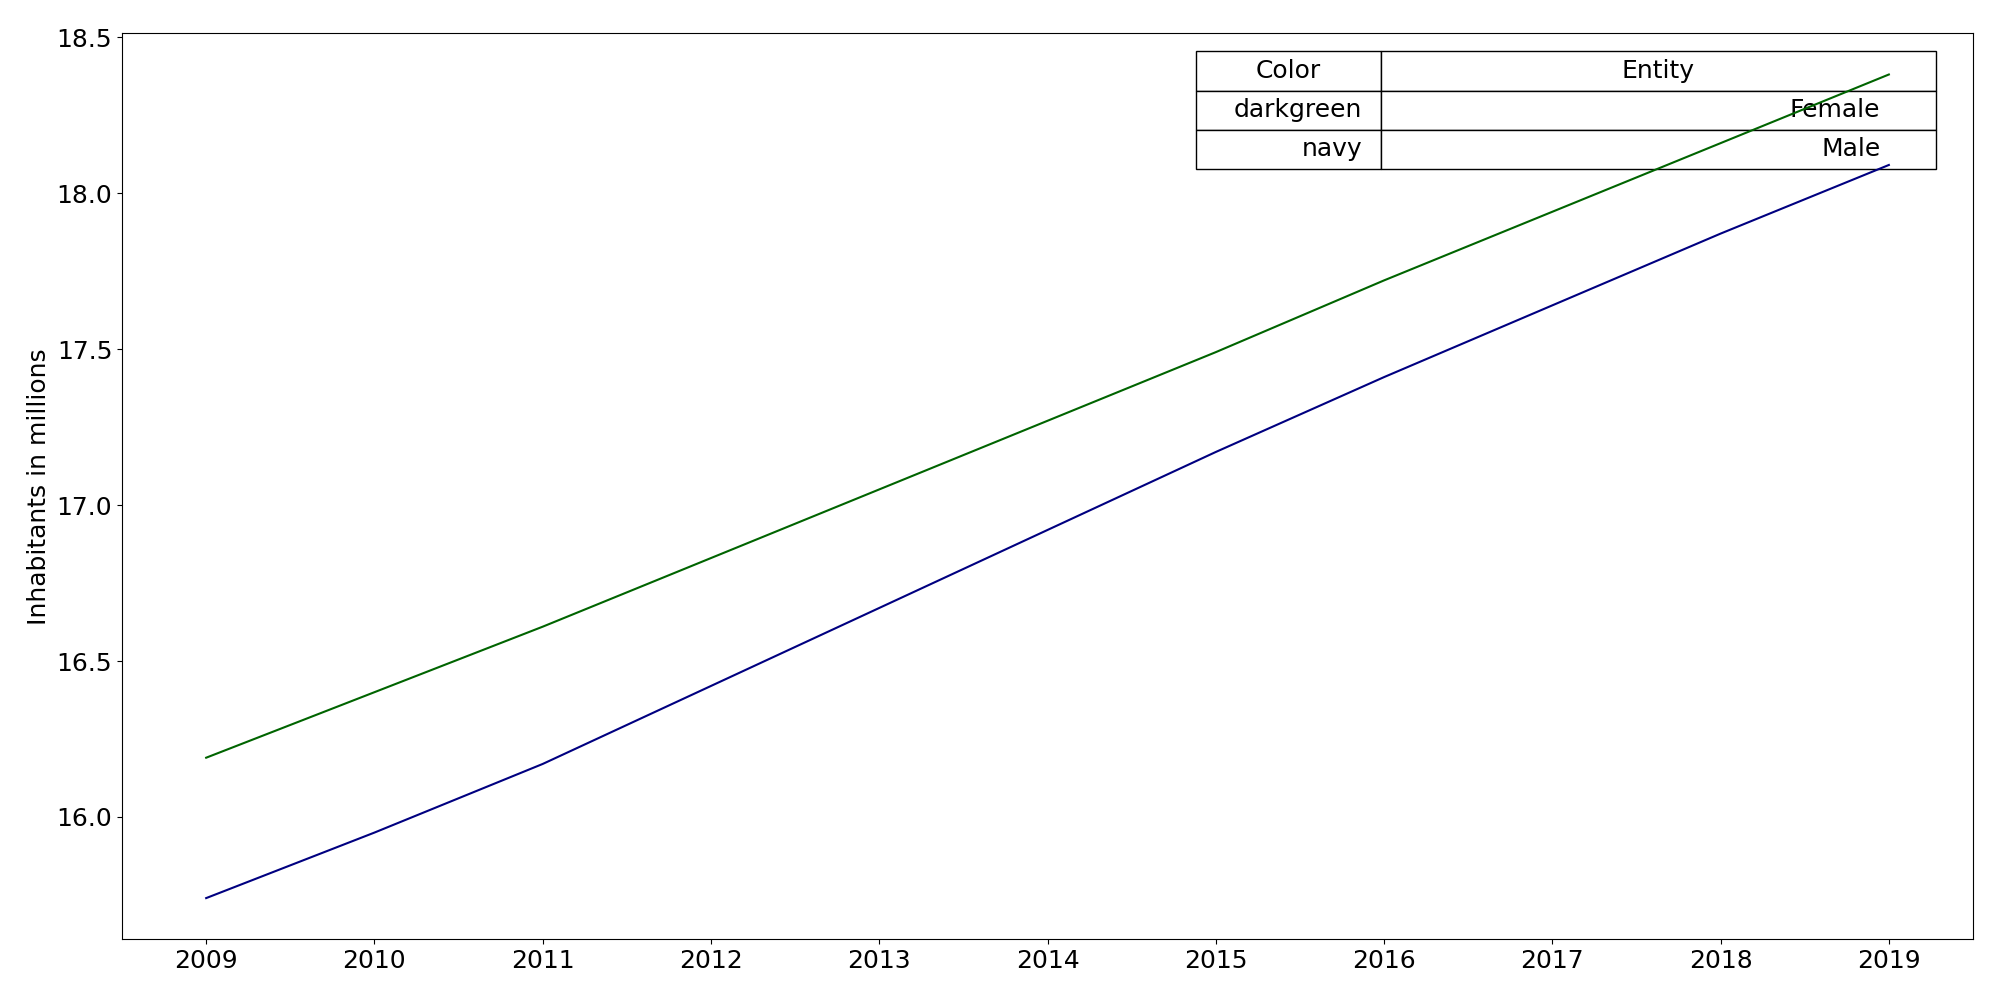 18.5
18.0
17.5
17.0
16.5
16.0
Inhabitants in millions
Color Entity
darkgreen Female
navy Male
2009 2010 2011 2012 2013 2014 2015 2016 2017 2018 2019